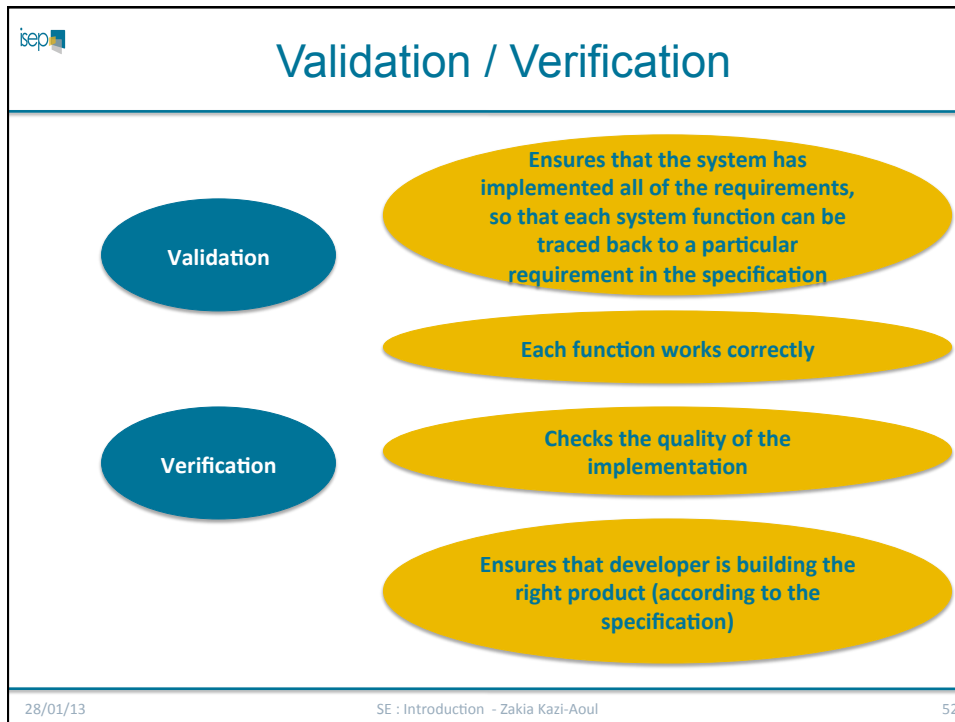 isep
Validation / Verification
Ensures that the system has
implemented all of the requirements,
so that each system function can be
traced back to a particular
requirement in the specification
Validation
Each function works correctly
Verification
Checks the quality of the
implementation
Ensures that developer is building the
right product (according to the
specification)
28/01/13
SE : Introduction - Zakia Kazi-Aoul
52